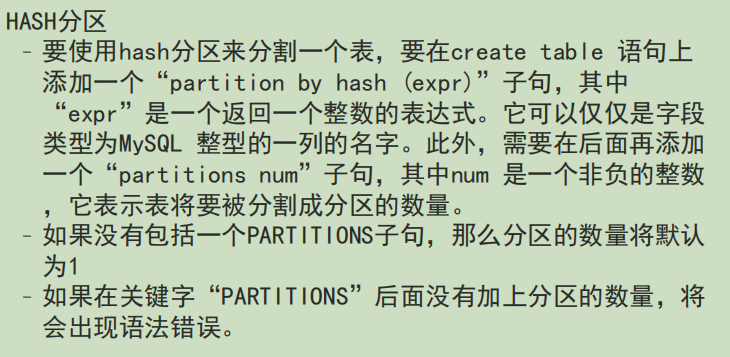 HASH分区
- 要使用hash分区来分割一个表，要在create table 语句上
添加一个“partition by hash (expr)”子句，其中
“expr”是一个返回一个整数的表达式。它可以仅仅是字段
类型为MySQL 整型的一列的名字。此外，需要在后面再添加
一个“partitions num”子句，其中num 是一个非负的整数
，它表示表将要被分割成分区的数量。
- 如果没有包括一个PARTITIONS子句，那么分区的数量将默认
为1
- 如果在关键字“PARTITIONS”后面没有加上分区的数量，将
会出现语法错误。